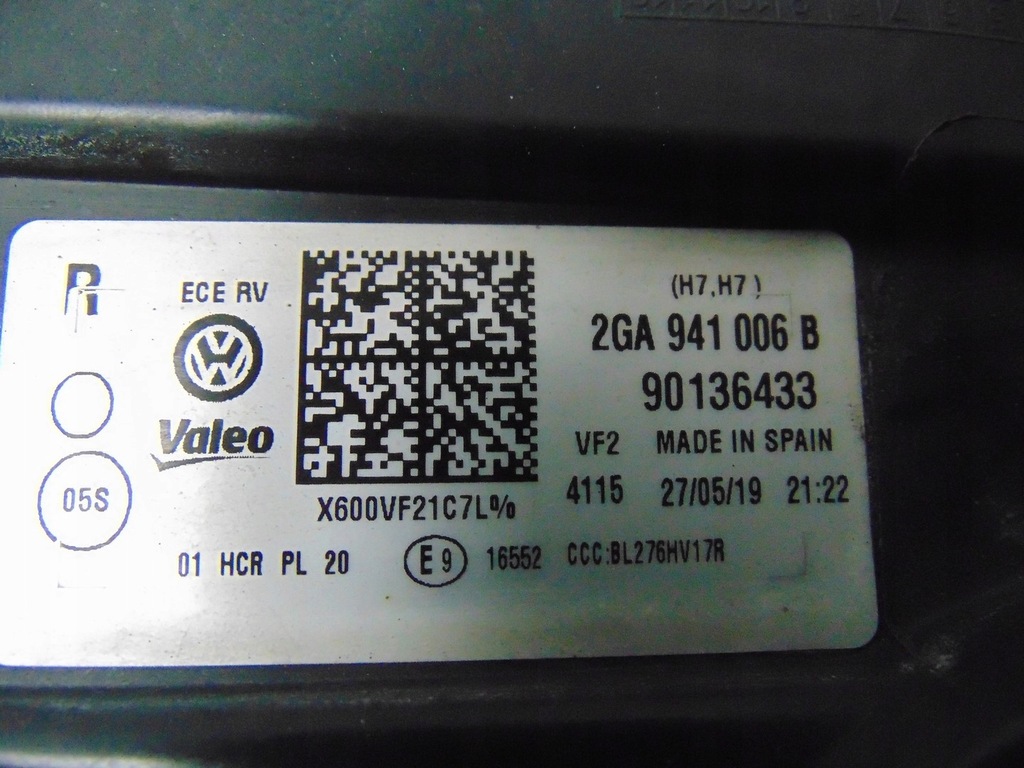 R
ECE RV
Valeo
05S
X600VF21C7L%
01 HCR PL 20
E9 16552 CCC:BL276HV17R
(H7,H7)
2GA 941 006 B
90136433
VF2 MADE IN SPAIN
4115 27/05/19 21:22